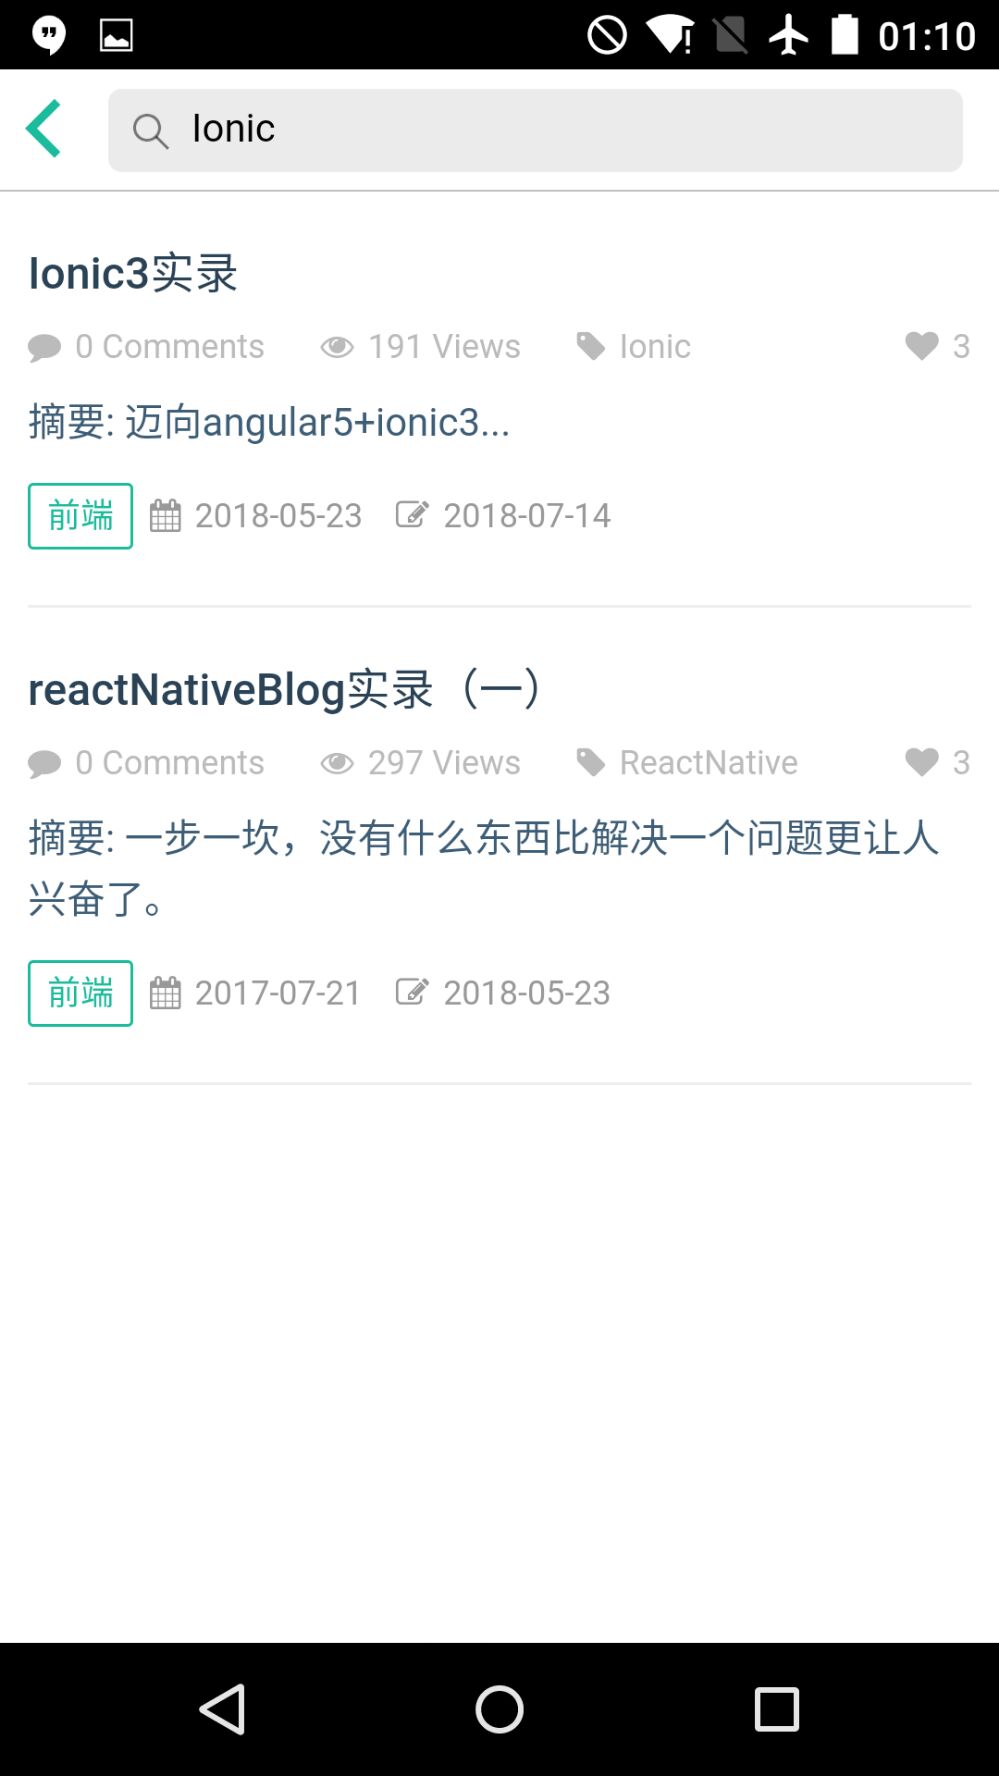 01:10
Ionic
Ionic3实录
0 Comments 191 Views Ionic 3
摘要: 迈向angular5+ionic3...
前端 2018-05-23 2018-07-14
reactNativeBlog实录（一）
0 Comments 297 Views ReactNative 3
摘要: 一步一坎，没有什么东西比解决一个问题更让人
兴奋了。
前端 2017-07-21 2018-05-23